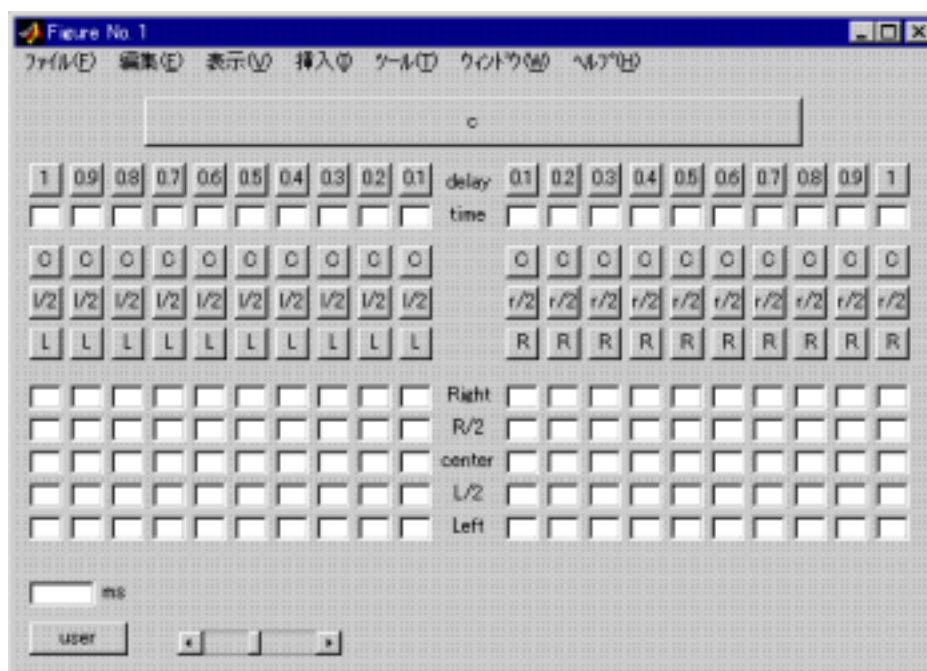 Figure No. 1
ファイル(F) 編集(E) 表示(V) 挿入(I) ツール(T) ウィンドウ(W) ヘルプ(H)
c
1 0.9 0.8 0.7 0.6 0.5 0.4 0.3 0.2 0.1 delay 0.1 0.2 0.3 0.4 0.5 0.6 0.7 0.8 0.9 1
time
C C C C C C C C C C C C C C C C C C C C
l/2 l/2 l/2 l/2 l/2 l/2 l/2 l/2 l/2 l/2 r/2 r/2 r/2 r/2 r/2 r/2 r/2 r/2 r/2 r/2
L L L L L L L L L L R R R R R R R R R R
Right
R/2
center
L/2
Left
ms
user